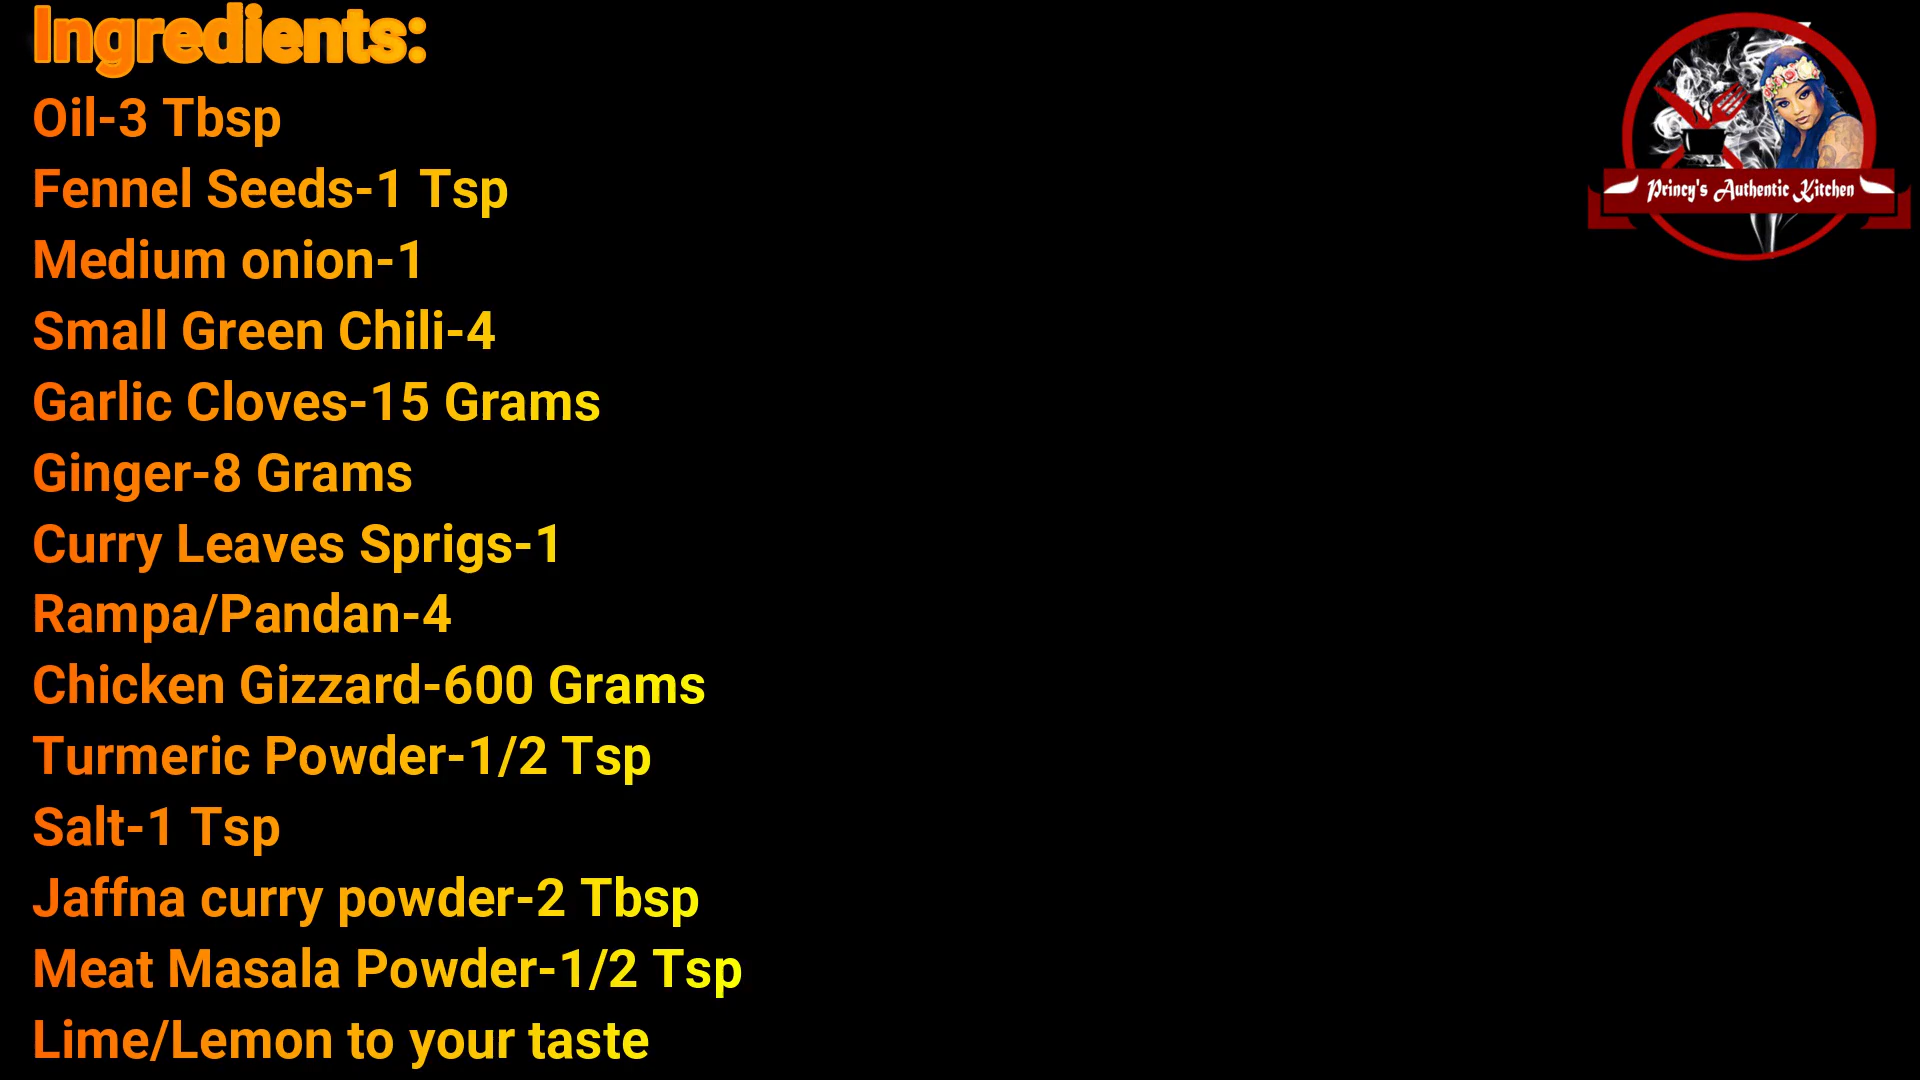 Ingredients:
Oil-3 Tbsp
Fennel Seeds-1 Tsp
Medium onion-1
Small Green Chili-4
Garlic Cloves-15 Grams
Ginger-8 Grams
Curry Leaves Sprigs-1
Rampa/Pandan-4
Chicken Gizzard-600 Grams
Turmeric Powder-1/2 Tsp
Salt-1 Tsp
Jaffna curry powder-2 Tbsp
Meat Masala Powder-1/2 Tsp
Lime/Lemon to your taste
Princy's Authentic Kitchen